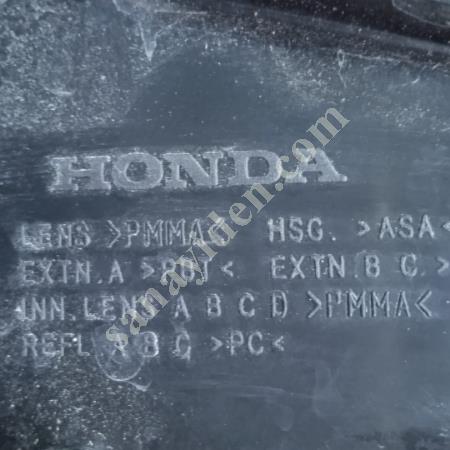 HONDA
LENS >PMMA< HSG. >ASA<
EXTN.A >PBT< EXTN.B C.>
INN.LENS A B C D >PMMA<
REFL A B C >PC<
sanayiden.com